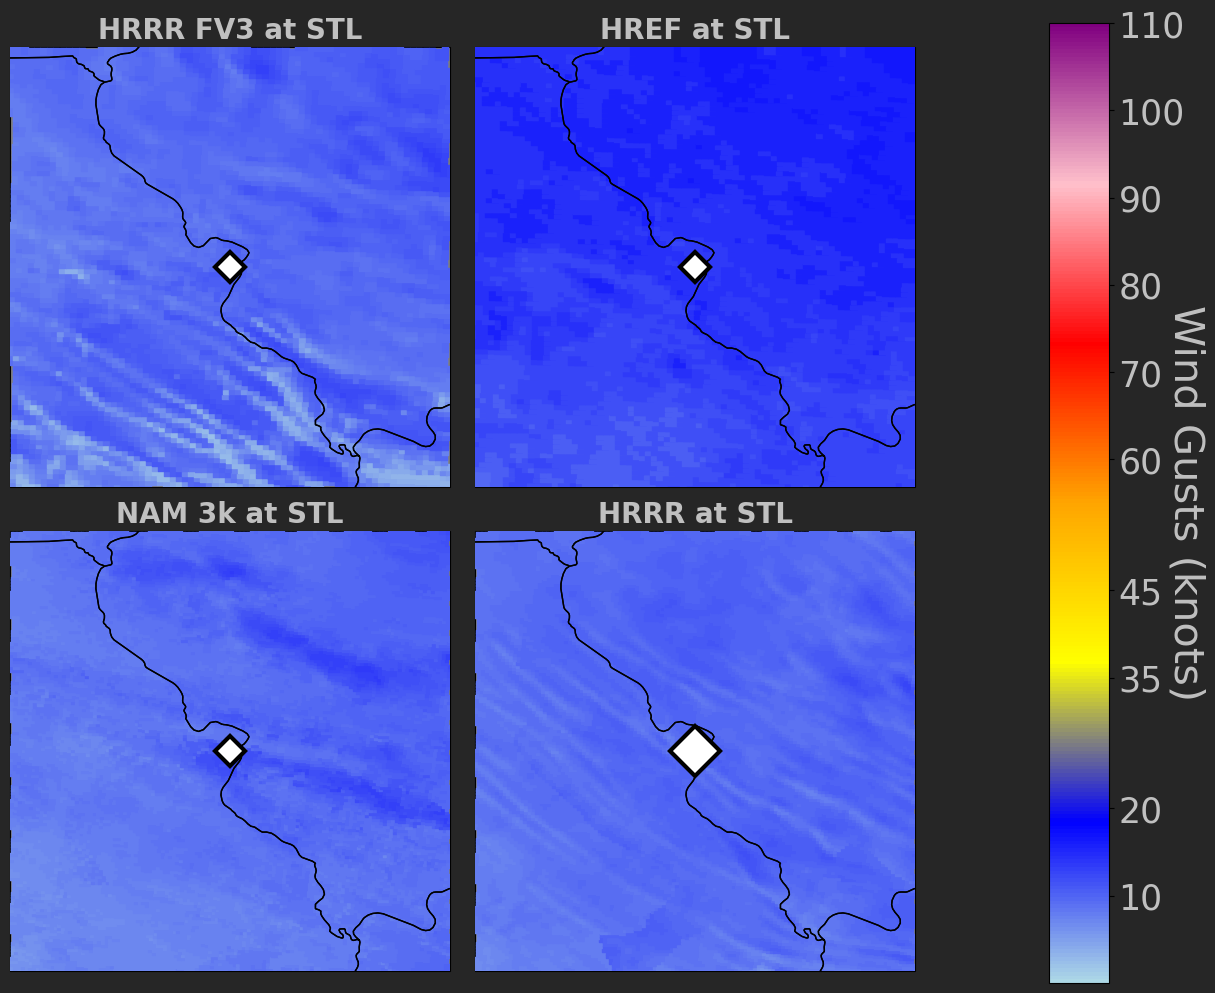 HRRR FV3 at STL
HREF at STL
NAM 3k at STL
HRRR at STL
110
100
90
80
70
60
45
35
20
10
Wind Gusts (knots)